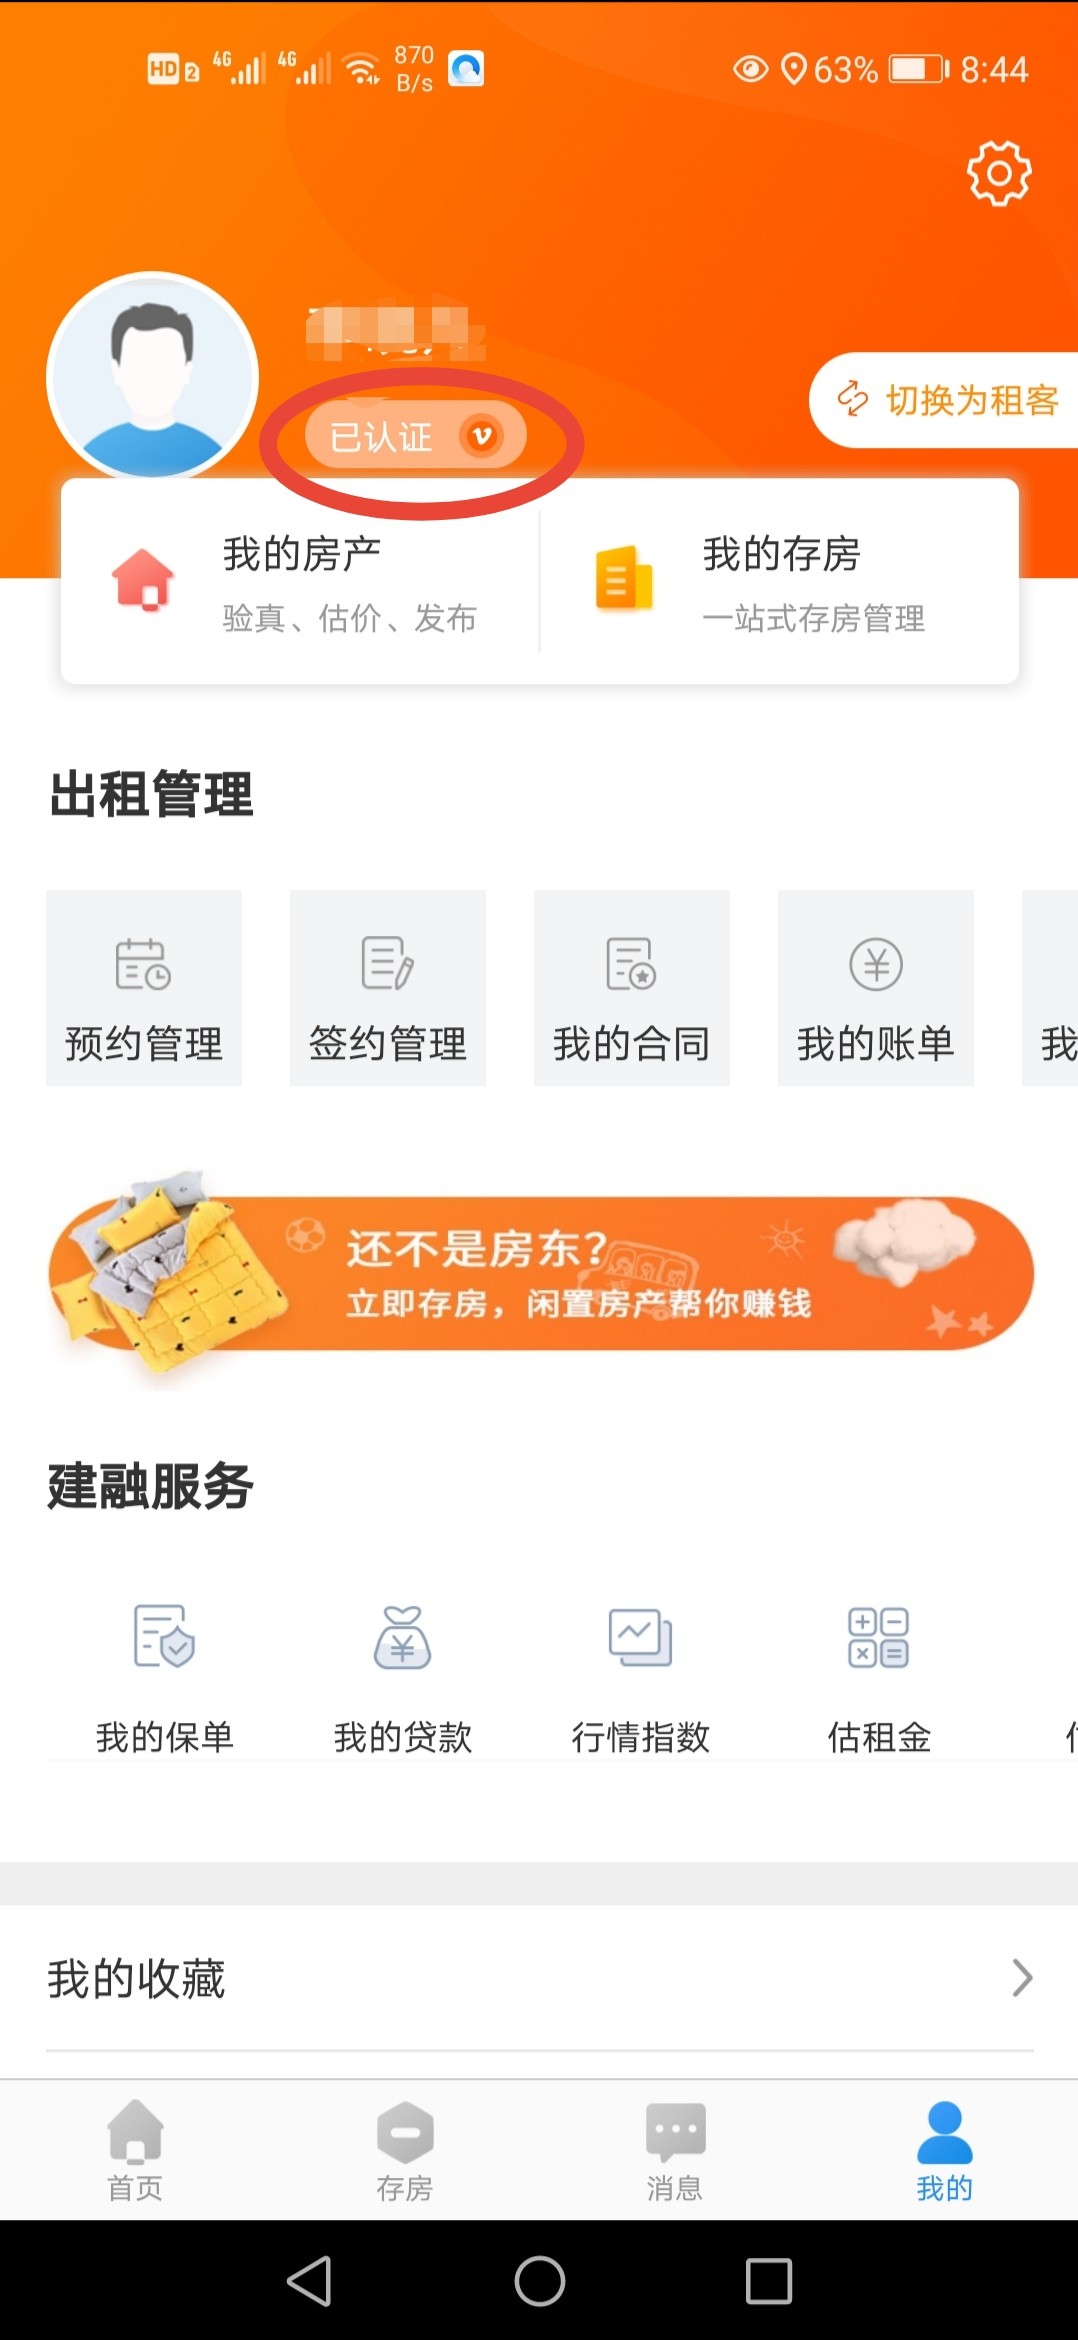 HD 2 4G 4G 870 B/s 63% 8:44
切换为租客
已认证
我的房产 我的存房
验真、估价、发布 一站式存房管理
出租管理
预约管理 签约管理 我的合同 我的账单 我
还不是房东?
立即存房，闲置房产帮你赚钱
建融服务
我的保单 我的贷款 行情指数 估租金
我的收藏
首页 存房 消息 我的